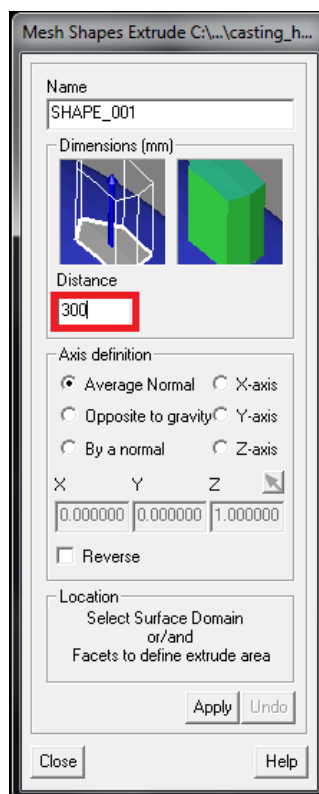 Mesh Shapes Extrude C:\...\casting_h...
Name
SHAPE_001
Dimensions (mm)
Distance
300
Axis definition
Average Normal X-axis
Opposite to gravity Y-axis
By a normal Z-axis
X Y Z
0.000000 0.000000 1.000000
Reverse
Location
Select Surface Domain
or/and
Facets to define extrude area
Apply Undo
Close Help